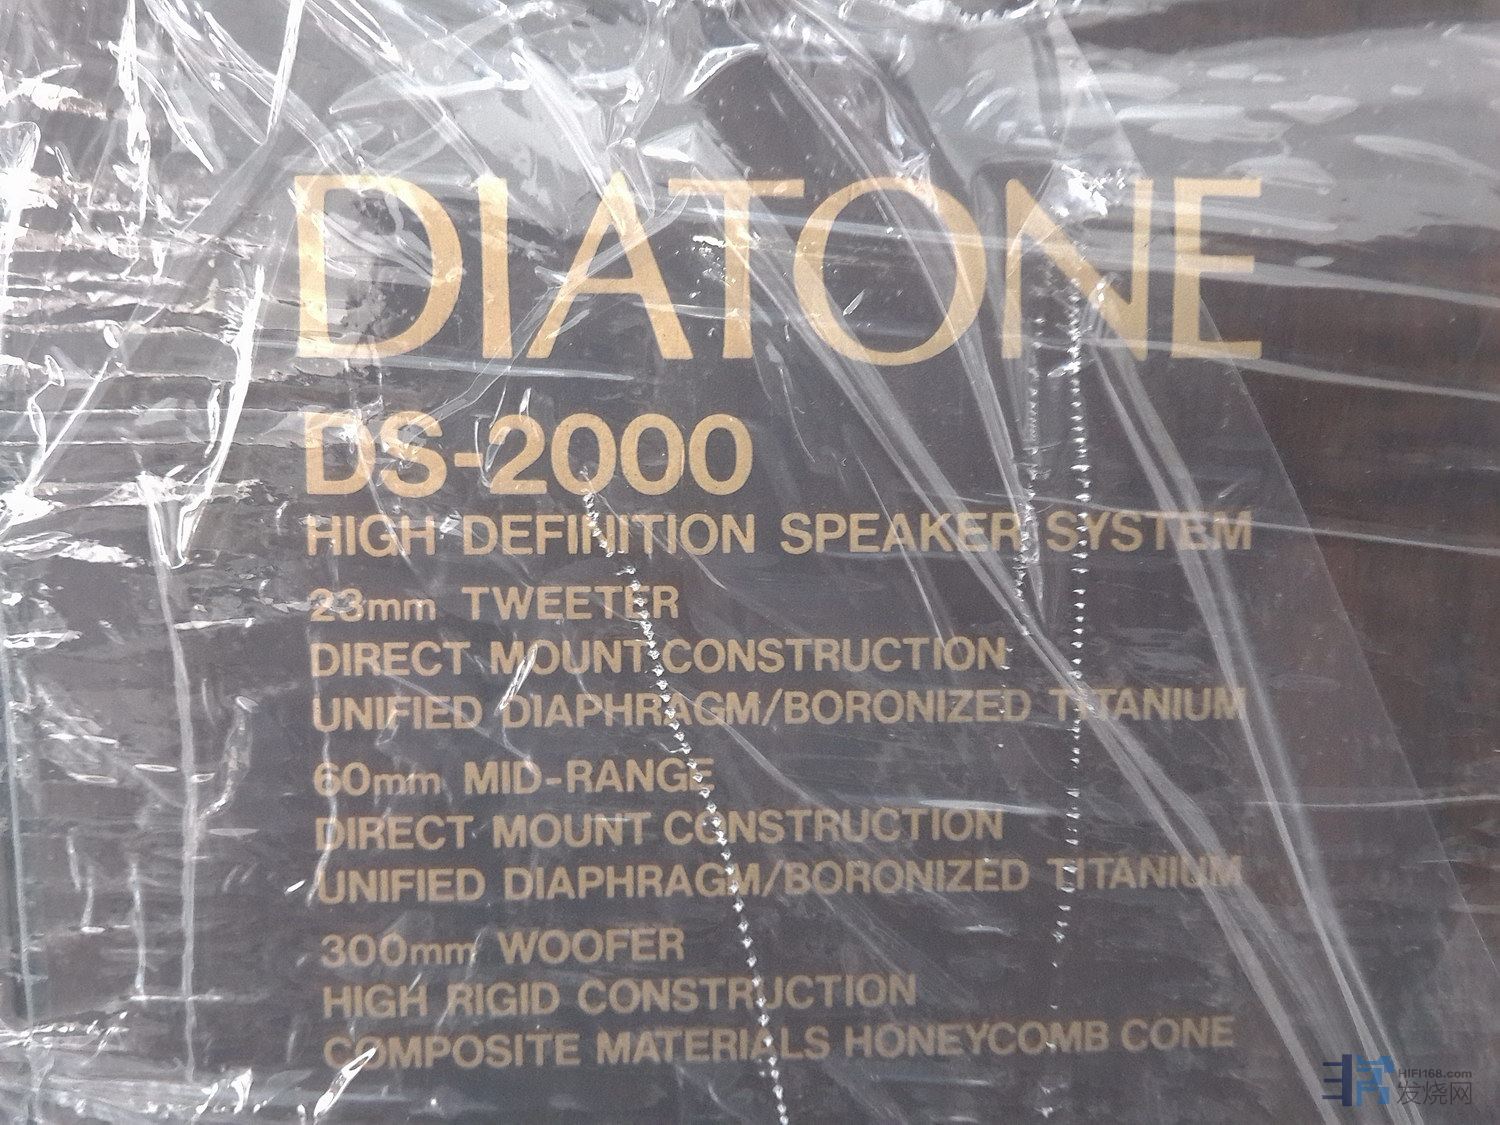 DIATONE
DS-2000
HIGH DEFINITION SPEAKER SYSTEM
23mm TWEETER
DIRECT MOUNT CONSTRUCTION
UNIFIED DIAPHRAGM/BORONIZED TITANIUM
60mm MID-RANGE
DIRECT MOUNT CONSTRUCTION
UNIFIED DIAPHRAGM/BORONIZED TITANIUM
300mm WOOFER
HIGH RIGID CONSTRUCTION
COMPOSITE MATERIALS HONEYCOMB CONE
HIFI168.com
发烧网